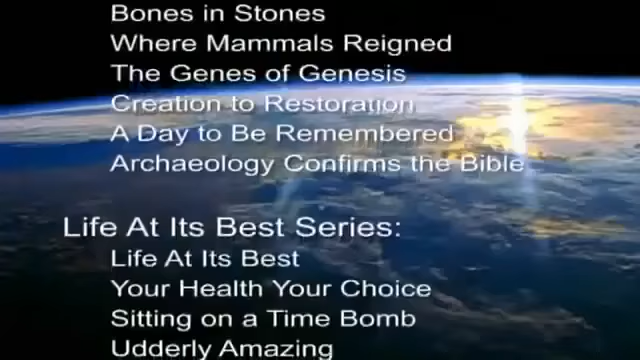 Bones in Stones
Where Mammals Reigned
The Genes of Genesis
Creation to Restoration
A Day to Be Remembered
Archaeology Confirms the Bible
Life At Its Best Series:
Life At Its Best
Your Health Your Choice
Sitting on a Time Bomb
Udderly Amazing